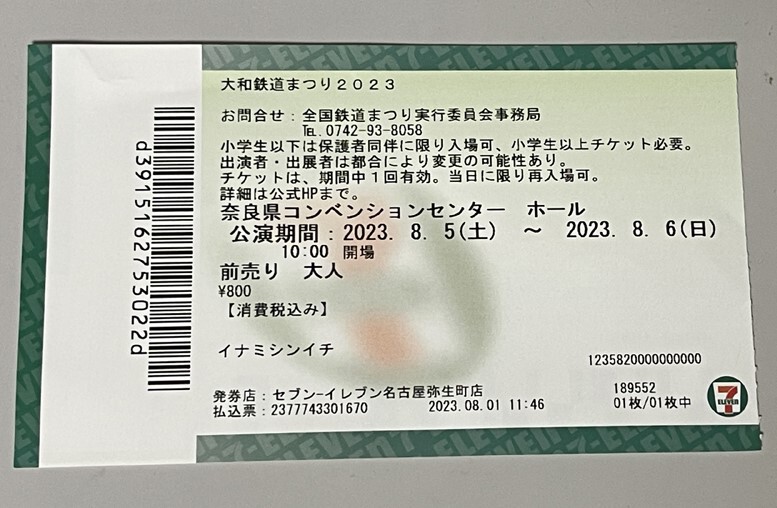 大和鉄道まつり2023
お問合せ：全国鉄道まつり実行委員会事務局
℡.0742-93-8058
小学生以下は保護者同伴に限り入場可、小学生以上チケット必要。
出演者・出展者は都合により変更の可能性あり。
チケットは、期間中1回有効。当日に限り再入場可。
詳細は公式HPまで。
奈良県コンベンションセンター　ホール
公演期間：2023. 8. 5(土) ～ 2023. 8. 6(日)
10:00 開場
前売り　大人
¥800
【消費税込み】
イナミシンイチ
1235820000000000
発券店：セブン-イレブン名古屋弥生町店
払込票：2377743301670
2023.08.01 11:46
189552
01枚/01枚中
7
ELEVEN
d3915162753022d
7-ELEVEN